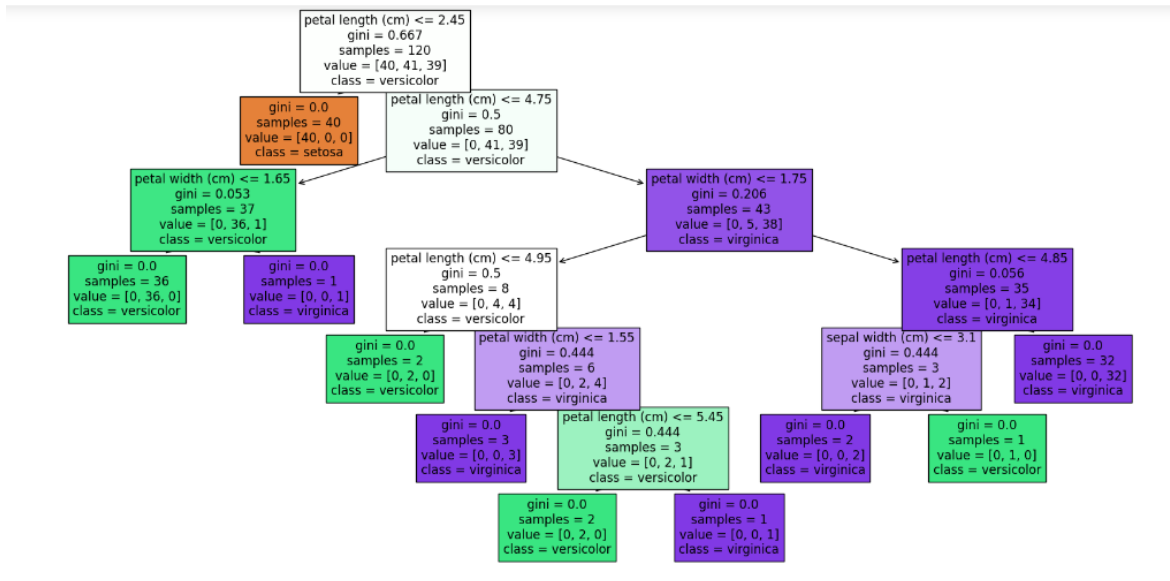 petal length (cm) <= 2.45
gini = 0.667
samples = 120
value = [40, 41, 39]
class = versicolor
gini = 0.0
samples = 40
value = [40, 0, 0]
class = setosa
petal length (cm) <= 4.75
gini = 0.5
samples = 80
value = [0, 41, 39]
class = versicolor
petal width (cm) <= 1.65
gini = 0.053
samples = 37
value = [0, 36, 1]
class = versicolor
petal width (cm) <= 1.75
gini = 0.206
samples = 43
value = [0, 5, 38]
class = virginica
gini = 0.0
samples = 36
value = [0, 36, 0]
class = versicolor
gini = 0.0
samples = 1
value = [0, 0, 1]
class = virginica
petal length (cm) <= 4.95
gini = 0.5
samples = 8
value = [0, 4, 4]
class = versicolor
petal length (cm) <= 4.85
gini = 0.056
samples = 35
value = [0, 1, 34]
class = virginica
gini = 0.0
samples = 2
value = [0, 2, 0]
class = versicolor
petal width (cm) <= 1.55
gini = 0.444
samples = 6
value = [0, 2, 4]
class = virginica
sepal width (cm) <= 3.1
gini = 0.444
samples = 3
value = [0, 1, 2]
class = virginica
gini = 0.0
samples = 32
value = [0, 0, 32]
class = virginica
gini = 0.0
samples = 3
value = [0, 0, 3]
class = virginica
petal length (cm) <= 5.45
gini = 0.444
samples = 3
value = [0, 2, 1]
class = versicolor
gini = 0.0
samples = 2
value = [0, 0, 2]
class = virginica
gini = 0.0
samples = 1
value = [0, 1, 0]
class = versicolor
gini = 0.0
samples = 2
value = [0, 2, 0]
class = versicolor
gini = 0.0
samples = 1
value = [0, 0, 1]
class = virginica